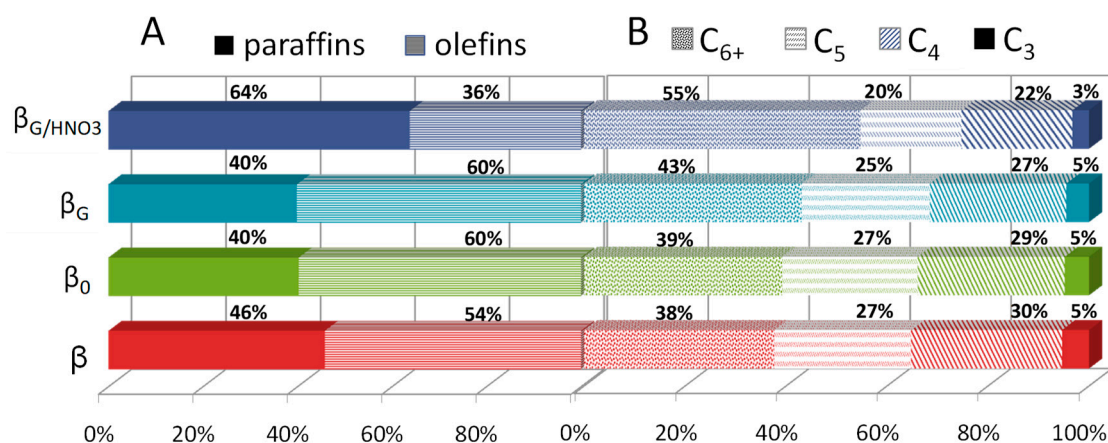 A ■ paraffins olefins B C6+ C5 C4 C3
βG/HNO3 64% 36% 55% 20% 22% 3%
βG 40% 60% 43% 25% 27% 5%
β0 40% 60% 39% 27% 29% 5%
β 46% 54% 38% 27% 30% 5%
0% 20% 40% 60% 80% 0% 20% 40% 60% 80% 100%